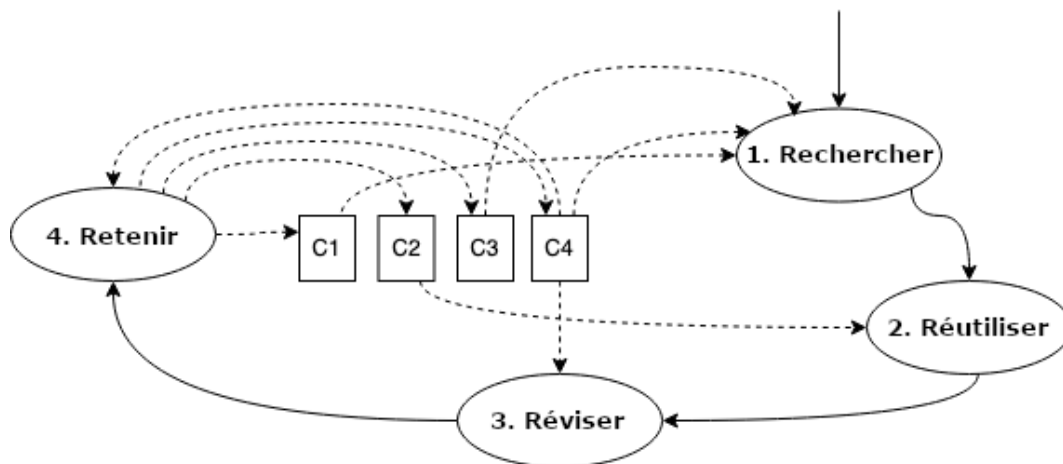 1. Rechercher
4. Retenir
C1
C2
C3
C4
2. Réutiliser
3. Réviser